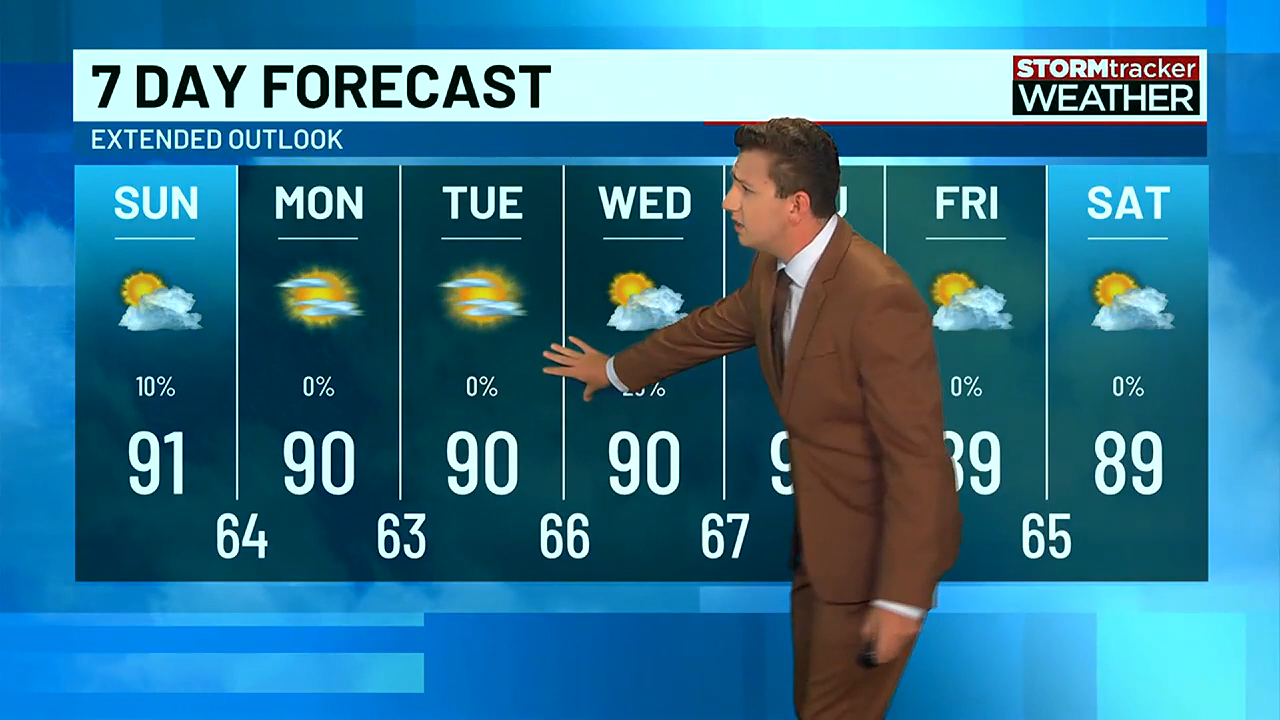 7 DAY FORECAST
STORMtracker
WEATHER
EXTENDED OUTLOOK
SUN MON TUE WED FRI SAT
10% 0% 0% 0% 0%
91 90 90 90 89 89
64 63 66 67 65